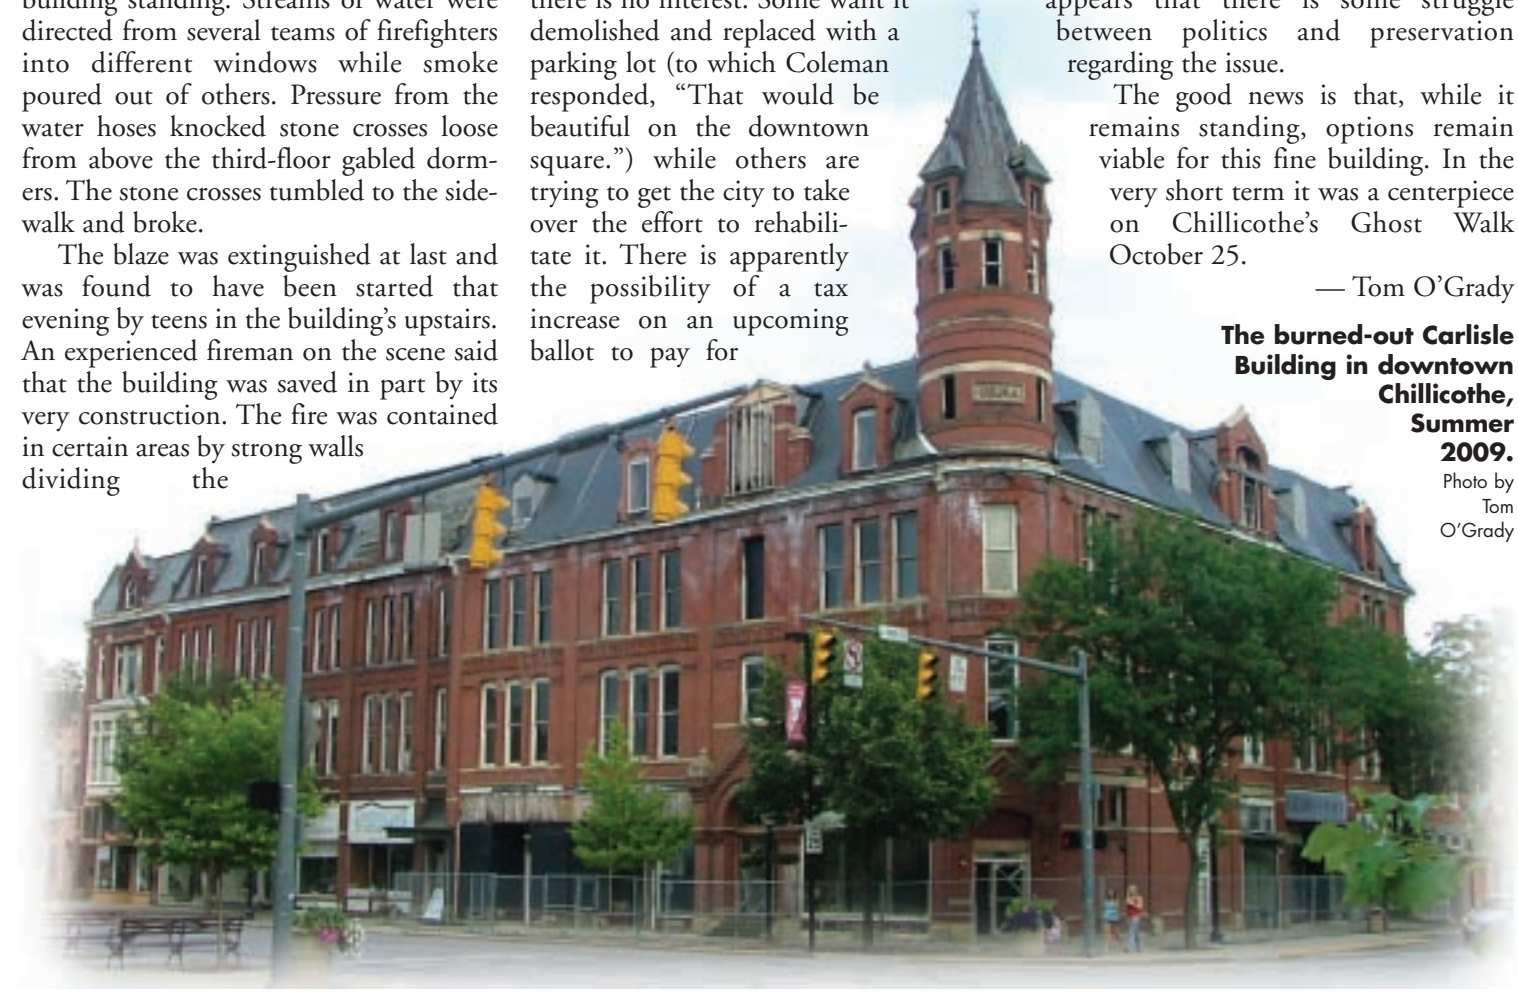 building standing. Streams of water were
directed from several teams of firefighters
into different windows while smoke
poured out of others. Pressure from the
water hoses knocked stone crosses loose
from above the third-floor gabled dorm-
ers. The stone crosses tumbled to the side-
walk and broke.
The blaze was extinguished at last and
was found to have been started that
evening by teens in the building’s upstairs.
An experienced fireman on the scene said
that the building was saved in part by its
very construction. The fire was contained
in certain areas by strong walls
dividing the
there is no interest. Some want it
demolished and replaced with a
parking lot (to which Coleman
responded, “That would be
beautiful on the downtown
square.”) while others are
trying to get the city to take
over the effort to rehabili-
tate it. There is apparently
the possibility of a tax
increase on an upcoming
ballot to pay for
appears that there is some struggle
between politics and preservation
regarding the issue.
The good news is that, while it
remains standing, options remain
viable for this fine building. In the
very short term it was a centerpiece
on Chillicothe’s Ghost Walk
October 25.
— Tom O’Grady
The burned-out Carlisle
Building in downtown
Chillicothe,
Summer
2009.
Photo by
Tom
O’Grady